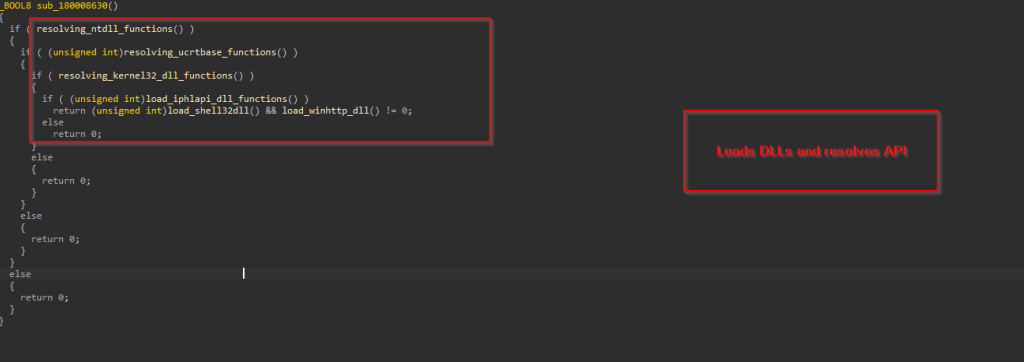 _BOOL8 sub_180008630()
{
if ( resolving_ntdll_functions() )
{
if ( (unsigned int)resolving_ucrtbase_functions() )
{
if ( resolving_kernel32_dll_functions() )
{
if ( (unsigned int)load_iphlapi_dll_functions() )
return (unsigned int)load_shell32dll() && load_winhttp_dll() != 0;
else
return 0;
}
else
{
return 0;
}
}
else
{
return 0;
}
}
else
{
return 0;
}
}
Loads DLLs and resolves API